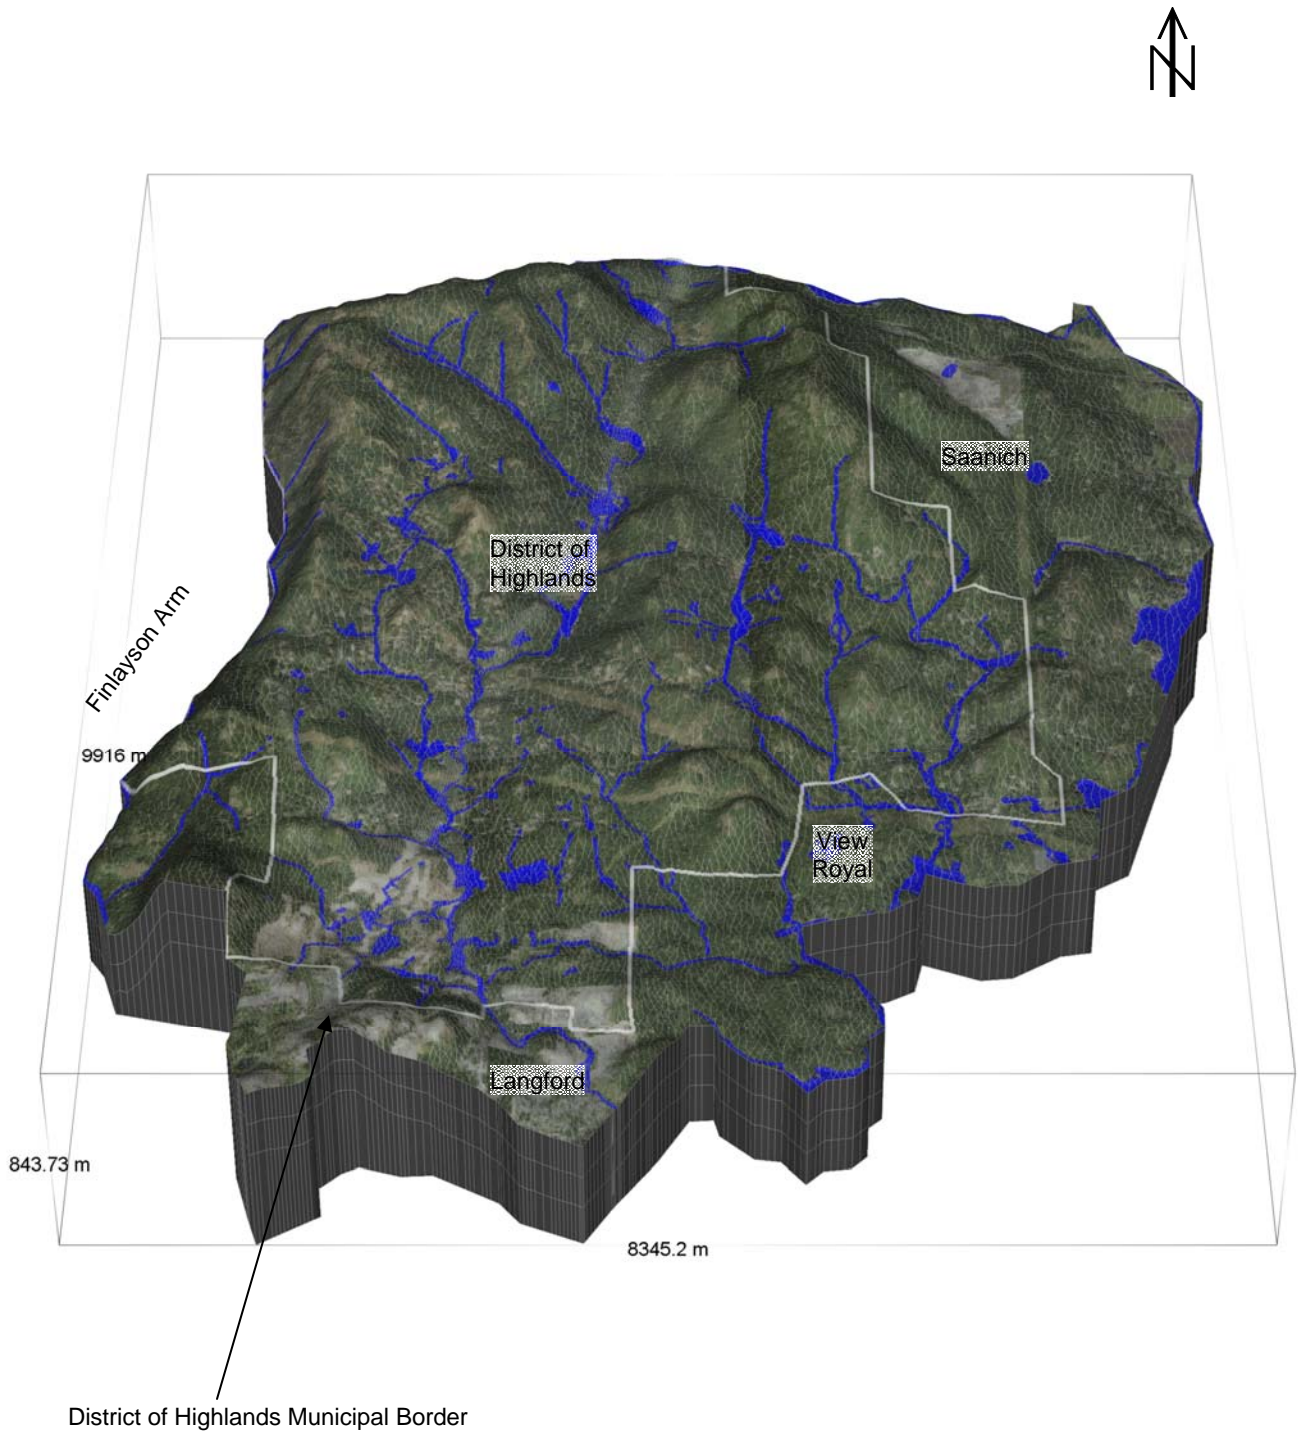 N
Saanich
District of
Highlands
Finlayson Arm
9916 m
View
Royal
Langford
843.73 m
8345.2 m
District of Highlands Municipal Border